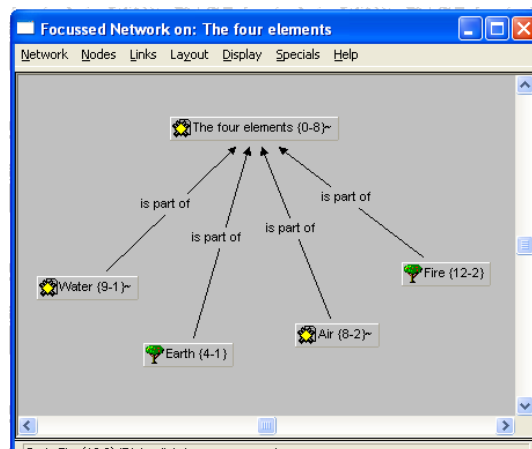 Focussed Network on: The four elements
Network Nodes Links Layout Display Specials Help
The four elements {0-8}~
is part of
is part of
is part of
is part of
Fire {12-2}
Water {9-1}~
Air {8-2}~
Earth {4-1}